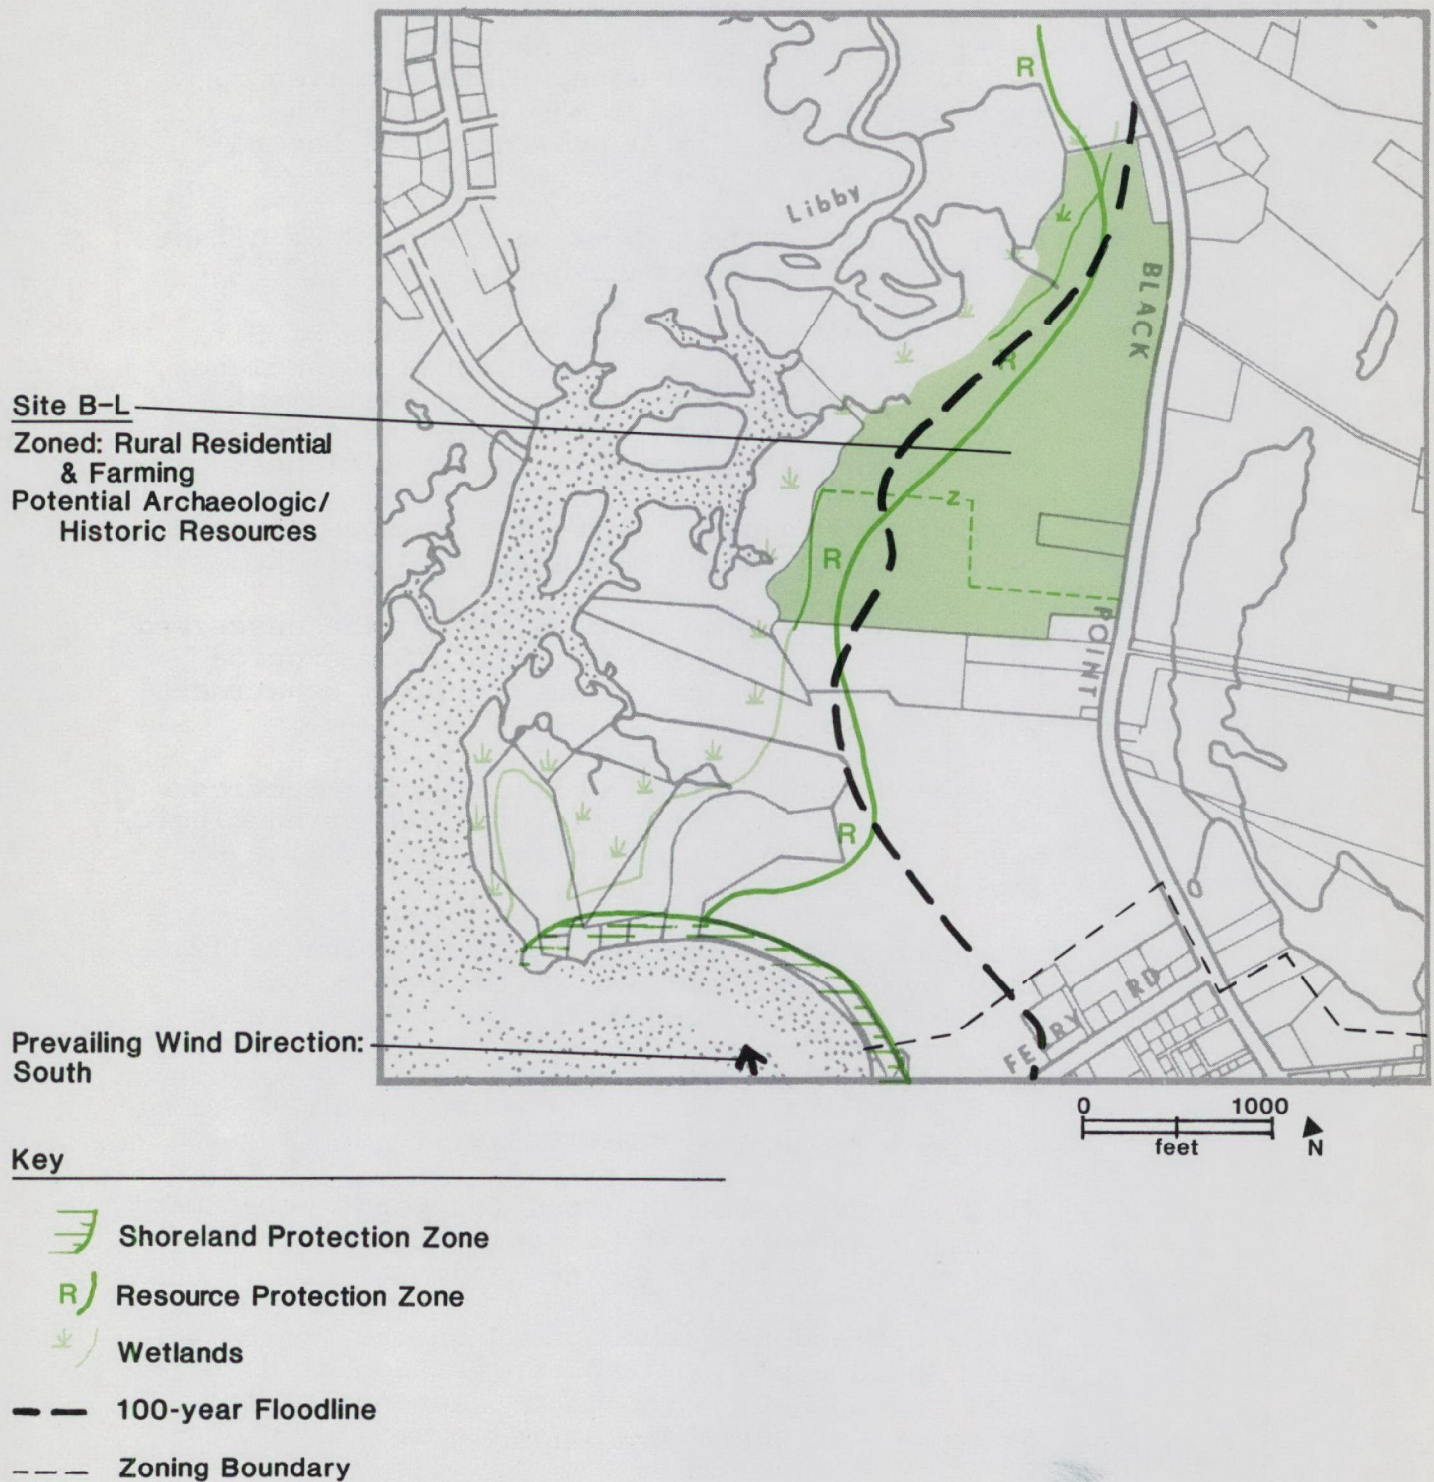 R
Libby
BLACK
Site B-L
Zoned: Rural Residential
& Farming
Potential Archaeologic/
Historic Resources
R
Z
R
POINT
R
RD
FERRY
Prevailing Wind Direction:
South
0 1000
feet
N
Key
Shoreland Protection Zone
R Resource Protection Zone
Wetlands
100-year Floodline
Zoning Boundary